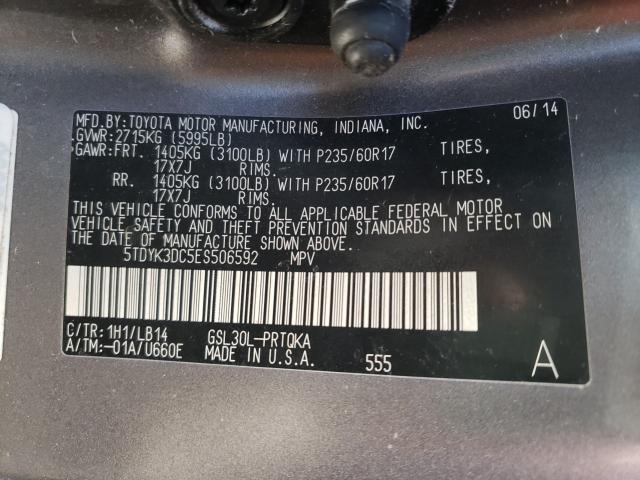 MFD.BY:TOYOTA MOTOR MANUFACTURING, INDIANA, INC. 06/14
GVWR:2715KG (5995LB)
GAWR:FRT. 1405KG (3100LB) WITH P235/60R17 TIRES,
17X7J RIMS.
RR. 1405KG (3100LB) WITH P235/60R17 TIRES,
17X7J RIMS.
THIS VEHICLE CONFORMS TO ALL APPLICABLE FEDERAL MOTOR
VEHICLE SAFETY AND THEFT PREVENTION STANDARDS IN EFFECT ON
THE DATE OF MANUFACTURE SHOWN ABOVE.
5TDYK3DC5ES506592 MPV
C/TR:1H1/LB14 GSL30L-PRTQKA
A/TM:-01A/U660E MADE IN U.S.A. 555 A